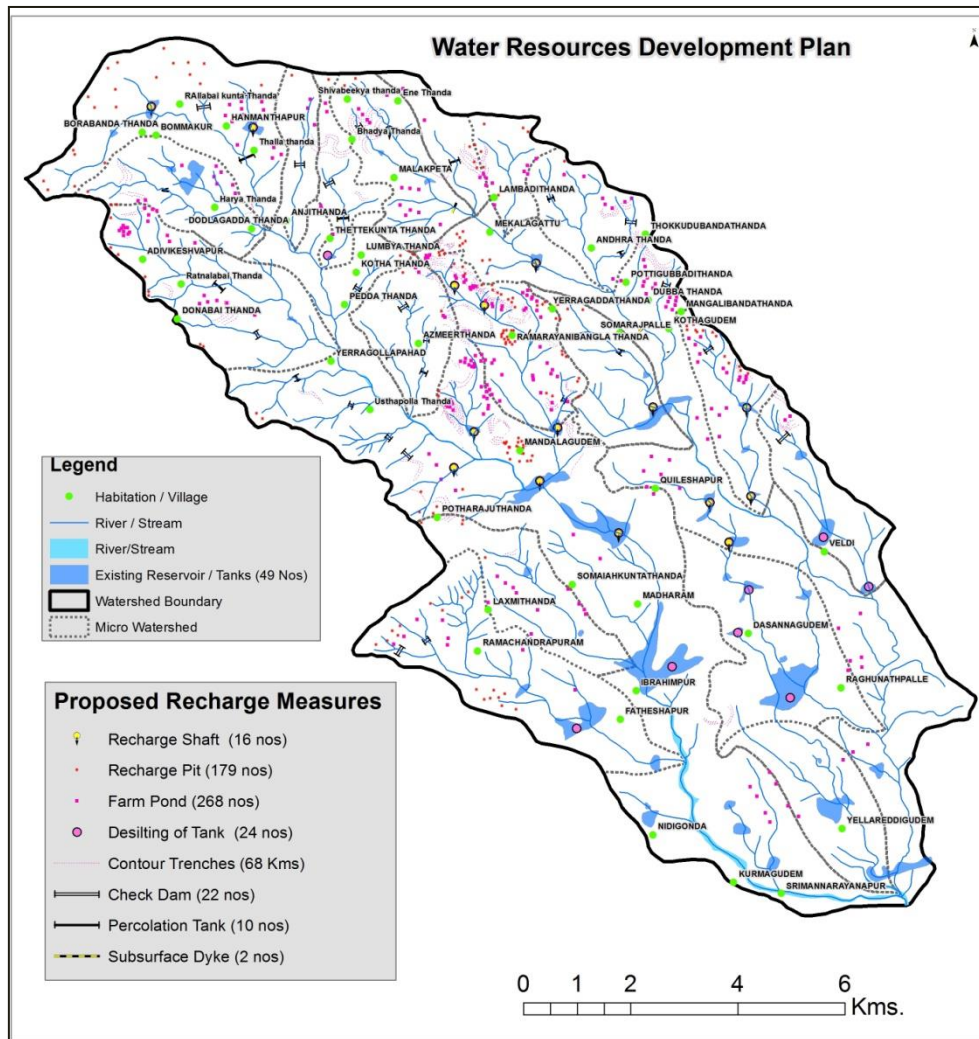 Water Resources Development Plan
RAllabai kunta Thanda
Shivabeekya thanda
Ene Thanda
BORABANDA THANDA
BOMMAKUR
HANMANTHAPUR
Thalla thanda
Bhadya Thanda
MALAKPETA
LAMBADITHANDA
Harya Thanda
DODLAGADDA THANDA
ANJITHANDA
THETTEKUNTA THANDA
MEKALAGATTU
THOKKUDUBANDATHANDA
ANDHRA THANDA
ADIVIKESHVAPUR
LUMBYA THANDA
KOTHA THANDA
Ratnalabai Thanda
POTTIGUBBADITHANDA
DUBBA THANDA
PEDDA THANDA
YERRAGADDATHANDA
MANGALIBANDATHANDA
DONABAI THANDA
SOMARAJPALLE
KOTHAGUDEM
AZMEERTHANDA
RAMARAYANIBANGLA THANDA
YERRAGOLLAPAHAD
Usthapolla Thanda
MANDALAGUDEM
QUILESHAPUR
POTHARAJUTHANDA
VELDI
SOMAIAHKUNTATHANDA
LAXMITHANDA
MADHARAM
DASANNAGUDEM
RAMACHANDRAPURAM
IBRAHIMPUR
RAGHUNATHPALLE
FATHESHAPUR
NIDIGONDA
YELLAREDDIGUDEM
KURMAGUDEM
SRIMANNARAYANAPUR
Legend
Habitation / Village
River / Stream
River/Stream
Existing Reservoir / Tanks (49 Nos)
Watershed Boundary
Micro Watershed
Proposed Recharge Measures
Recharge Shaft (16 nos)
Recharge Pit (179 nos)
Farm Pond (268 nos)
Desilting of Tank (24 nos)
Contour Trenches (68 Kms)
Check Dam (22 nos)
Percolation Tank (10 nos)
Subsurface Dyke (2 nos)
0 1 2 4 6
Kms.